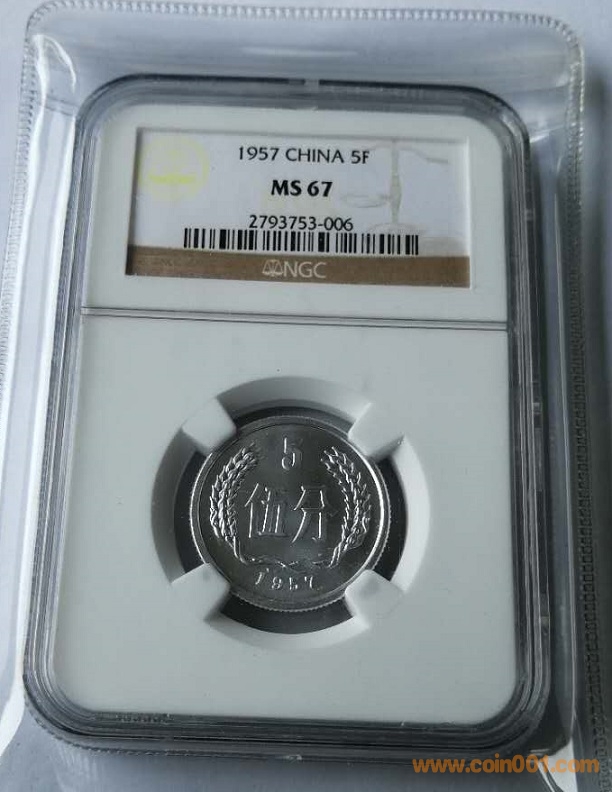 1957 CHINA 5F
MS 67
2793753-006
NGC
5
伍分
1957
www.coin001.com